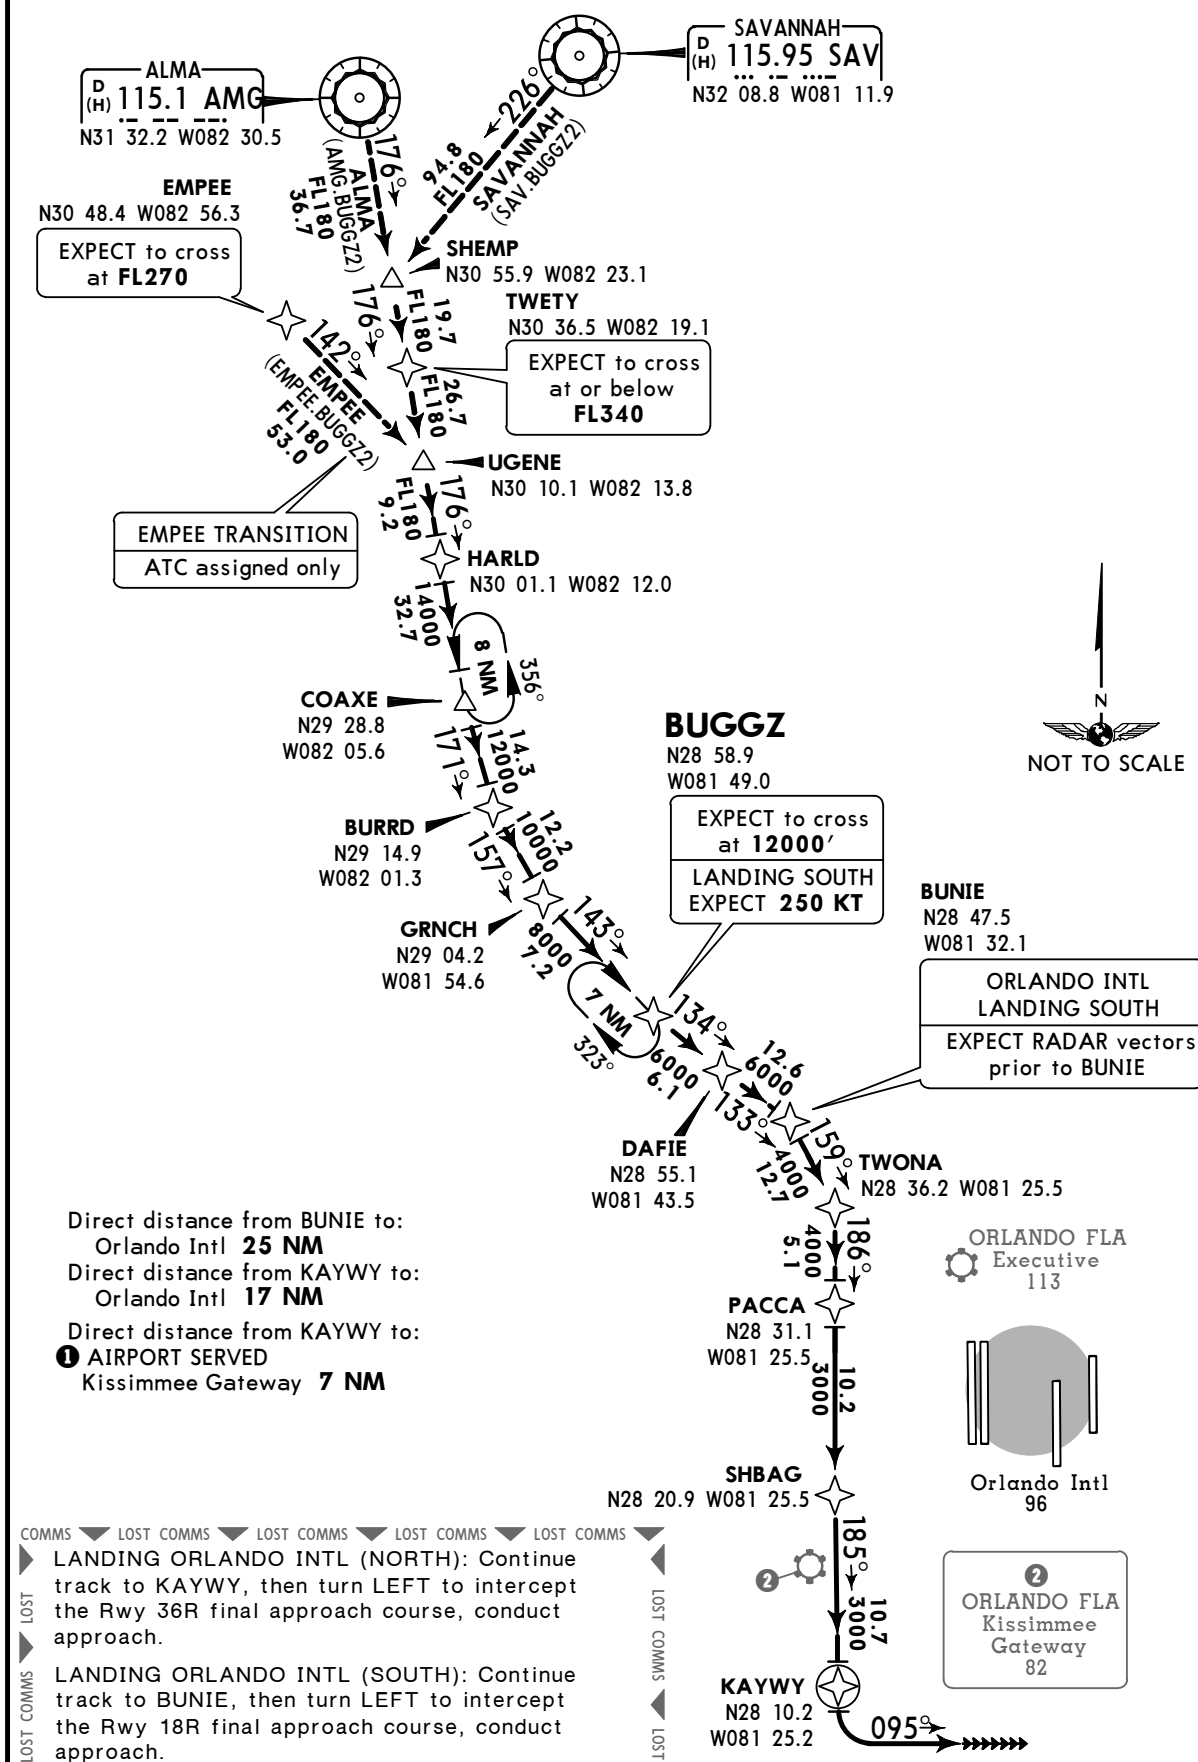 SAVANNAH
D
(H) 115.95 SAV
N32 08.8 W081 11.9
ALMA
D
(H) 115.1 AMG
N31 32.2 W082 30.5
226°
94.8
FL180
SAVANNAH
(SAV.BUGGZ2)
176°
ALMA
(AMG.BUGGZ2)
FL180
36.7
EMPEE
N30 48.4 W082 56.3
EXPECT to cross
at FL270
SHEMP
N30 55.9 W082 23.1
176°
19.7
FL180
TWETY
N30 36.5 W082 19.1
EXPECT to cross
at or below
FL340
26.7
FL180
142°
EMPEE
(EMPEE.BUGGZ2)
FL180
53.0
UGENE
N30 10.1 W082 13.8
EMPEE TRANSITION
ATC assigned only
176°
FL180
9.2
HARLD
N30 01.1 W082 12.0
14000
32.7
8 NM
356°
COAXE
N29 28.8
W082 05.6
171°
14.3
12000
BURRD
N29 14.9
W082 01.3
157°
12.2
10000
GRNCH
N29 04.2
W081 54.6
143°
8000
7.2
7 NM
323°
BUGGZ
N28 58.9
W081 49.0
EXPECT to cross
at 12000'
LANDING SOUTH
EXPECT 250 KT
N
NOT TO SCALE
134°
6000
6.1
DAFIE
N28 55.1
W081 43.5
12.6
6000
133°
4000
12.7
BUNIE
N28 47.5
W081 32.1
ORLANDO INTL
LANDING SOUTH
EXPECT RADAR vectors
prior to BUNIE
159°
TWONA
N28 36.2 W081 25.5
186°
4000
5.1
PACCA
N28 31.1
W081 25.5
10.2
3000
SHBAG
N28 20.9 W081 25.5
185°
10.7
3000
2
KAYWY
N28 10.2
W081 25.2
095°
ORLANDO FLA
Executive
113
Orlando Intl
96
2
ORLANDO FLA
Kissimmee
Gateway
82
Direct distance from BUNIE to:
Orlando Intl 25 NM
Direct distance from KAYWY to:
Orlando Intl 17 NM
Direct distance from KAYWY to:
1 AIRPORT SERVED
Kissimmee Gateway 7 NM
COMMS LOST COMMS LOST COMMS LOST COMMS LOST COMMS
LANDING ORLANDO INTL (NORTH): Continue
track to KAYWY, then turn LEFT to intercept
the Rwy 36R final approach course, conduct
approach.
LANDING ORLANDO INTL (SOUTH): Continue
track to BUNIE, then turn LEFT to intercept
the Rwy 18R final approach course, conduct
approach.
LOST COMMS LOST
LOST COMMS LOST